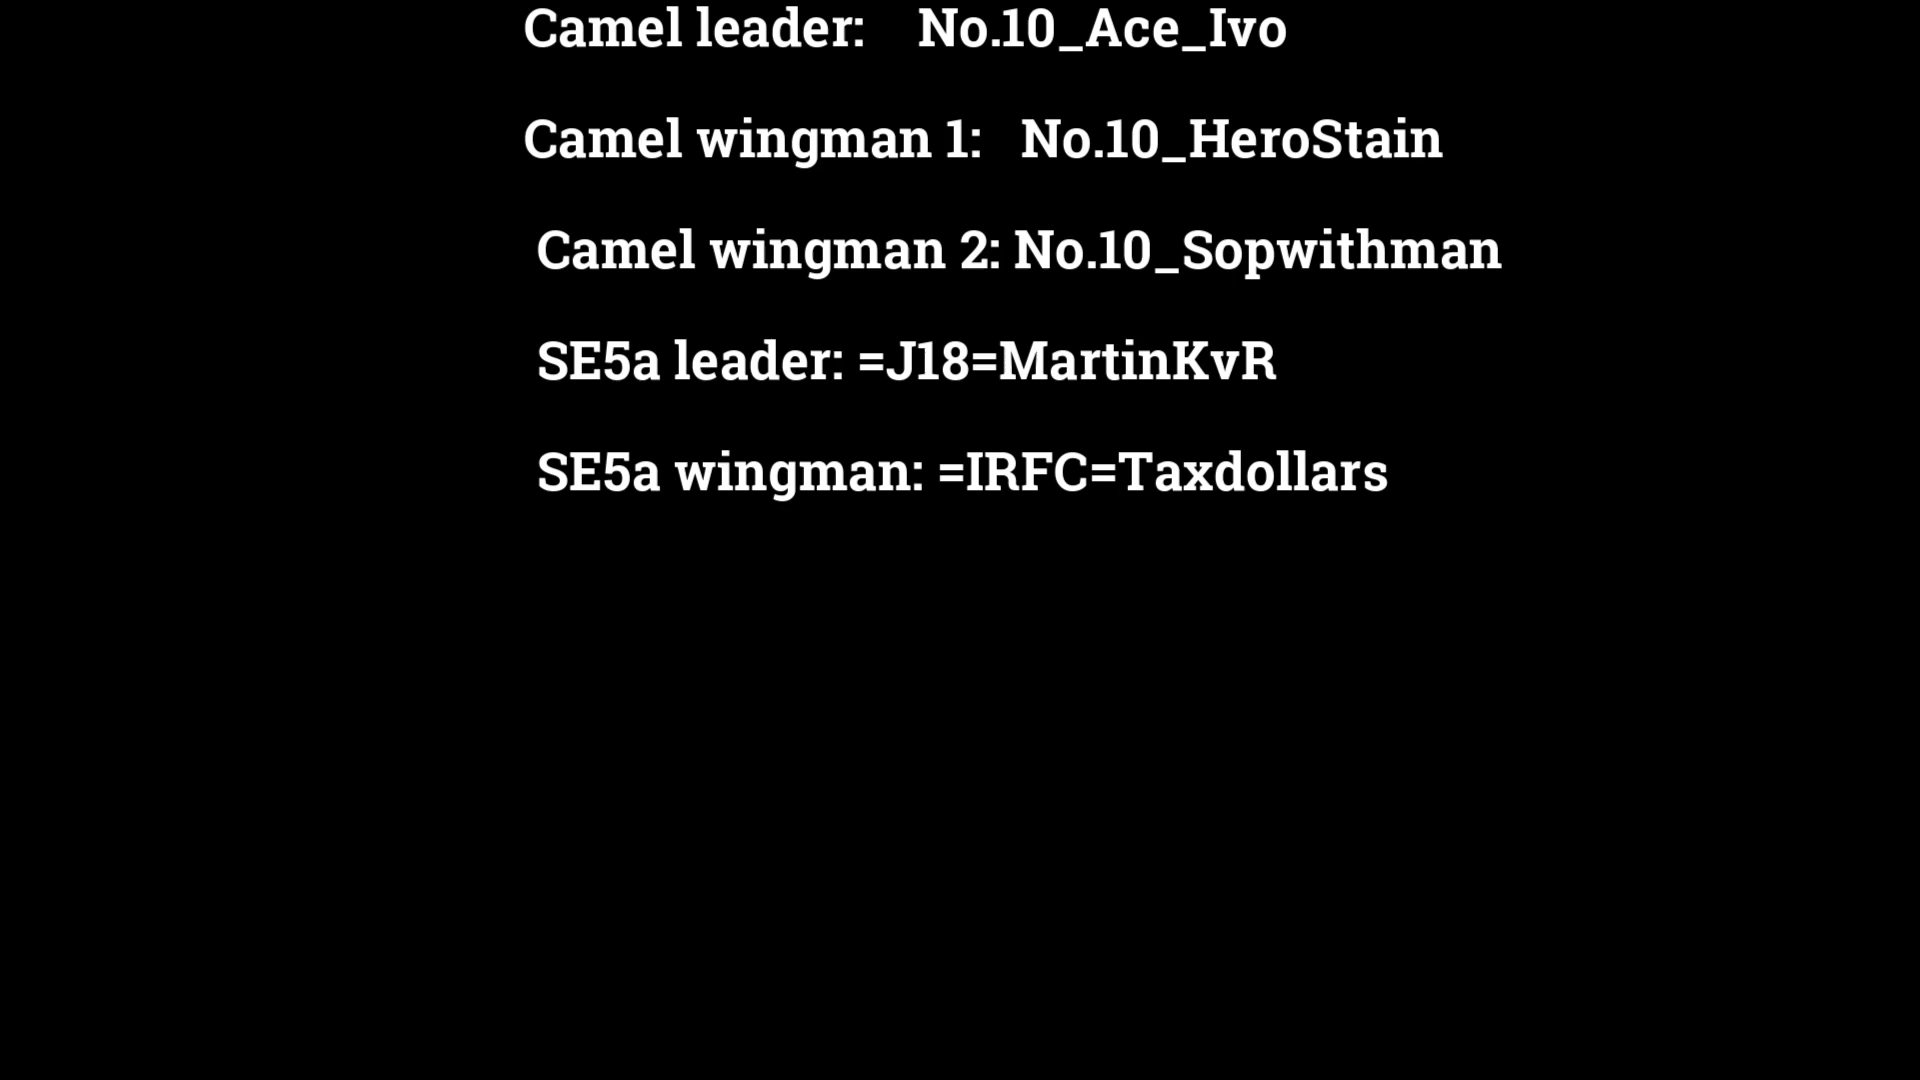 Camel leader: No.10_Ace_Ivo
Camel wingman 1: No.10_HeroStain
Camel wingman 2: No.10_Sopwithman
SE5a leader: =J18=MartinKvR
SE5a wingman: =IRFC=Taxdollars